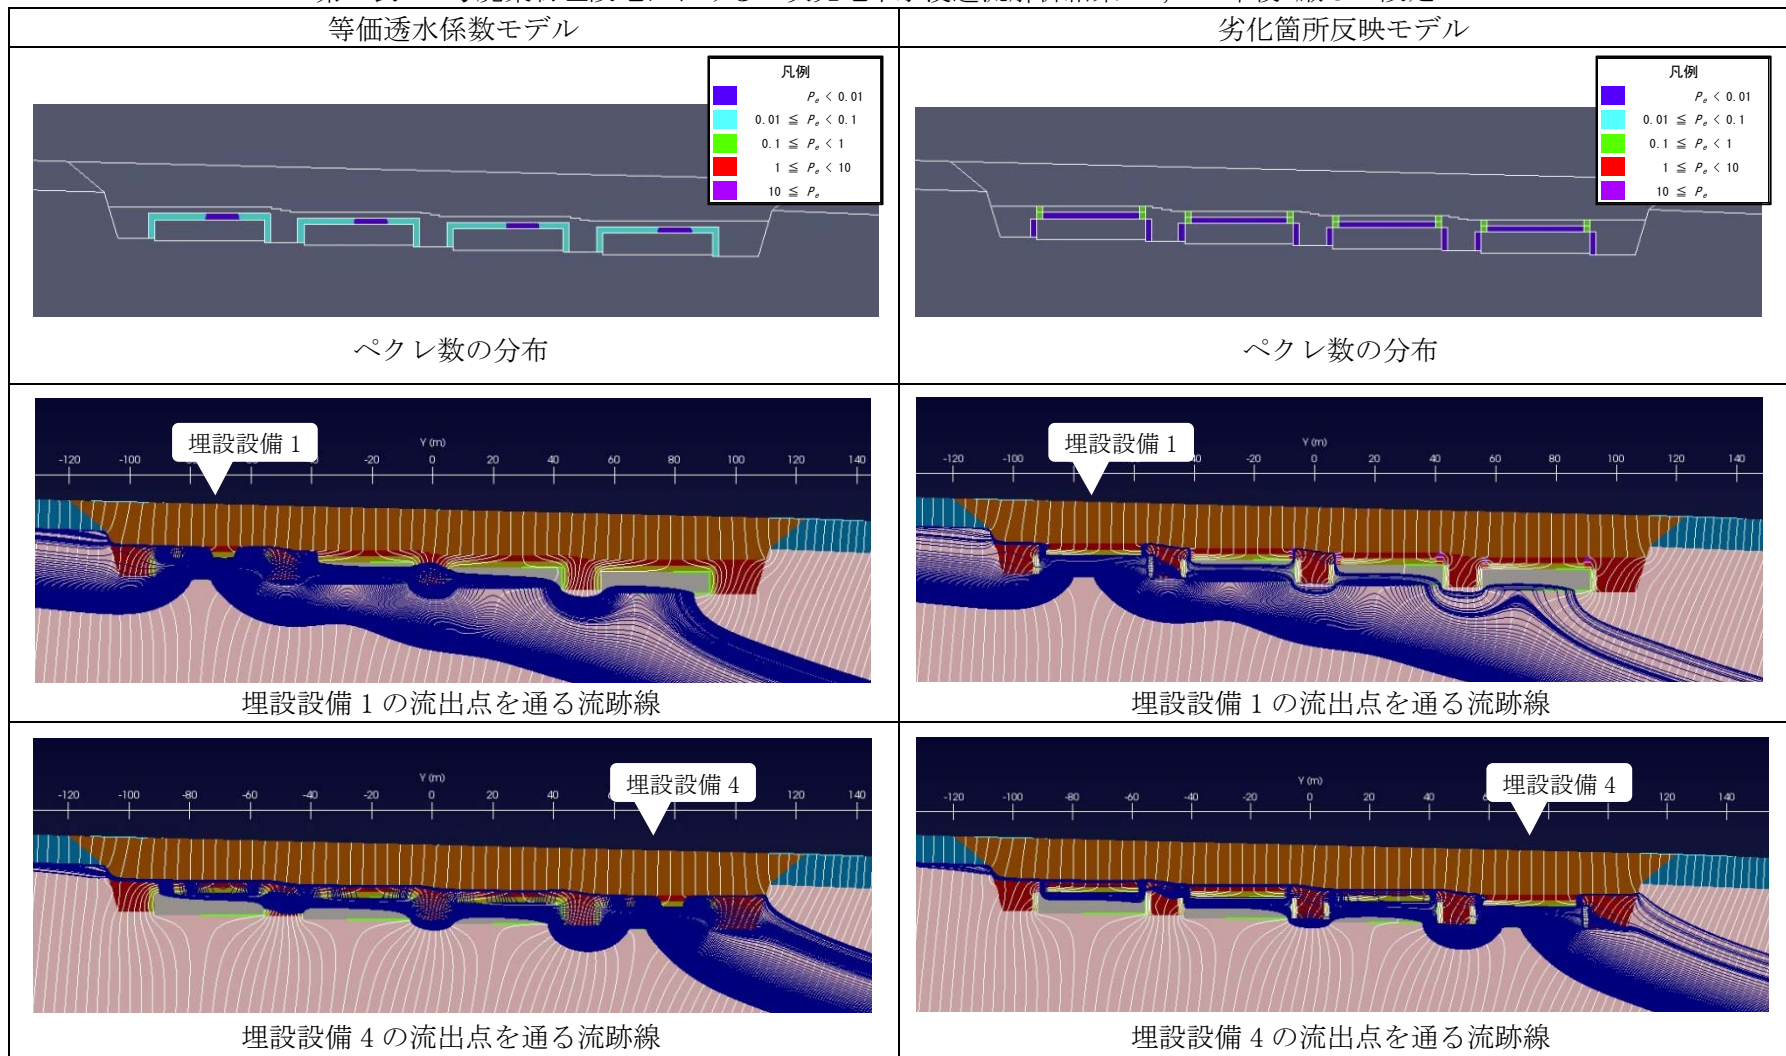 等価透水係数モデル
劣化箇所反映モデル
凡例
Pe < 0.01
0.01 ≦ Pe < 0.1
0.1 ≦ Pe < 1
1 ≦ Pe < 10
10 ≦ Pe
凡例
Pe < 0.01
0.01 ≦ Pe < 0.1
0.1 ≦ Pe < 1
1 ≦ Pe < 10
10 ≦ Pe
ペクレ数の分布
ペクレ数の分布
埋設設備 1
Y (m)
-120 -100 -40 -20 0 20 40 60 80 100 120 140
埋設設備 1
Y (m)
-120 -100 -40 -20 0 20 40 60 80 100 120 140
埋設設備 1 の流出点を通る流跡線
埋設設備 1 の流出点を通る流跡線
埋設設備 4
Y (m)
-120 -100 -80 -60 -40 -20 0 20 40 120 140
埋設設備 4
Y (m)
-120 -100 -80 -60 -40 -20 0 20 40 120 140
埋設設備 4 の流出点を通る流跡線
埋設設備 4 の流出点を通る流跡線